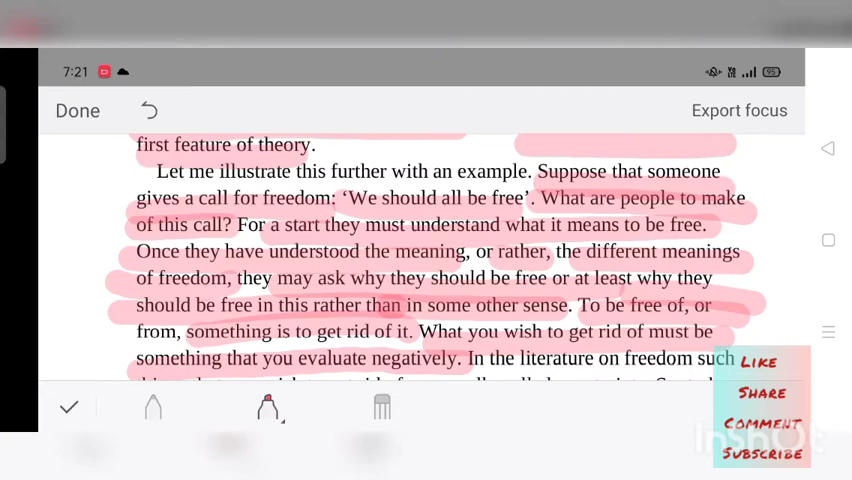 7:21
95
Done
Export focus
first feature of theory.
Let me illustrate this further with an example. Suppose that someone
gives a call for freedom: ‘We should all be free’. What are people to make
of this call? For a start they must understand what it means to be free.
Once they have understood the meaning, or rather, the different meanings
of freedom, they may ask why they should be free or at least why they
should be free in this rather than in some other sense. To be free of, or
from, something is to get rid of it. What you wish to get rid of must be
something that you evaluate negatively. In the literature on freedom such
LIKE
SHARE
COMMENT
SUBSCRIBE
InShOt